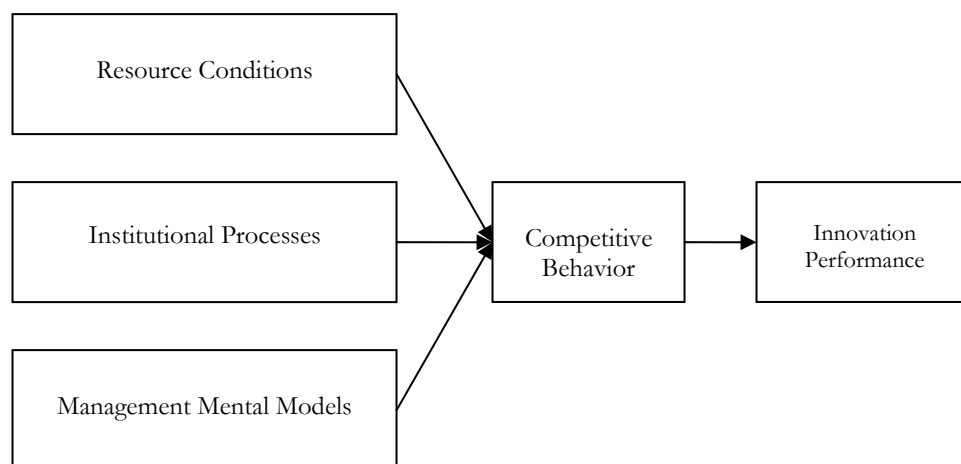 Resource Conditions
Institutional Processes
Management Mental Models
Competitive
Behavior
Innovation
Performance